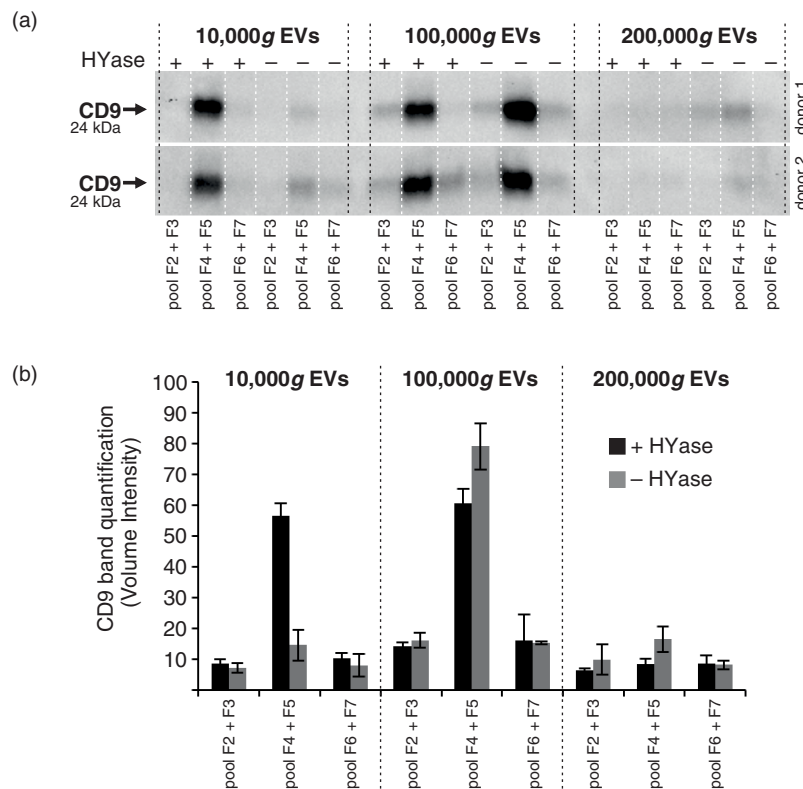 (a)
10,000g EVs 100,000g EVs 200,000g EVs
HYase + + + – – – + + + – – – + + + – – –
CD9
24 kDa
donor 1
CD9
24 kDa
donor 2
pool F2 + F3 pool F4 + F5 pool F6 + F7 pool F2 + F3 pool F4 + F5 pool F6 + F7 pool F2 + F3 pool F4 + F5 pool F6 + F7 pool F2 + F3 pool F4 + F5 pool F6 + F7 pool F2 + F3 pool F4 + F5 pool F6 + F7 pool F2 + F3 pool F4 + F5 pool F6 + F7
(b)
10,000g EVs 100,000g EVs 200,000g EVs
CD9 band quantification
(Volume Intensity)
100
90
80
70
60
50
40
30
20
10
+ HYase
– HYase
pool F2 + F3 pool F4 + F5 pool F6 + F7 pool F2 + F3 pool F4 + F5 pool F6 + F7 pool F2 + F3 pool F4 + F5 pool F6 + F7